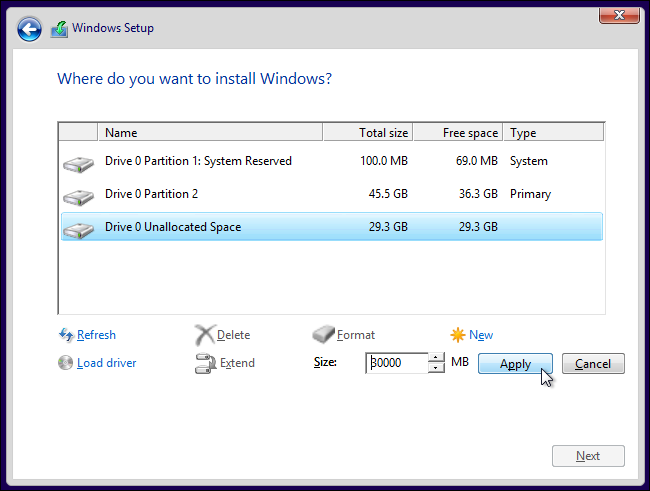 Windows Setup
Where do you want to install Windows?
Name Total size Free space Type
Drive 0 Partition 1: System Reserved 100.0 MB 69.0 MB System
Drive 0 Partition 2 45.5 GB 36.3 GB Primary
Drive 0 Unallocated Space 29.3 GB 29.3 GB
Refresh Delete Format New
Load driver Extend Size: 30000 MB Apply Cancel
Next